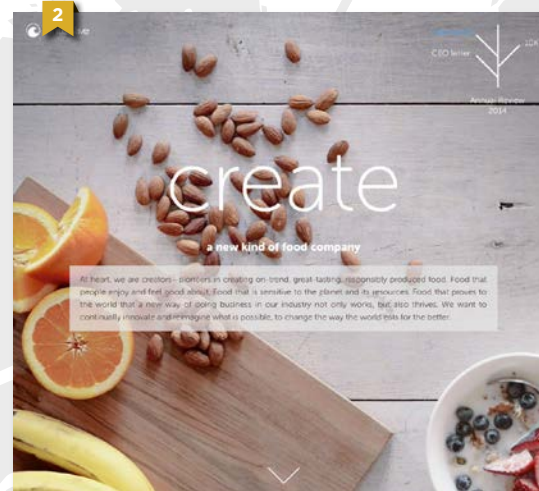 2
CEO letter
10K
Annual Review
2014
create
a new kind of food company
At heart, we are creators – pioneers in creating on-trend, great-tasting, responsibly produced food. Food that
people enjoy and feel good about. Food that is sensitive to the planet and its resources. Food that proves to
the world that a new way of doing business in our industry not only works, but also thrives. We want to
continually innovate and reimagine what is possible, to change the way the world eats for the better.